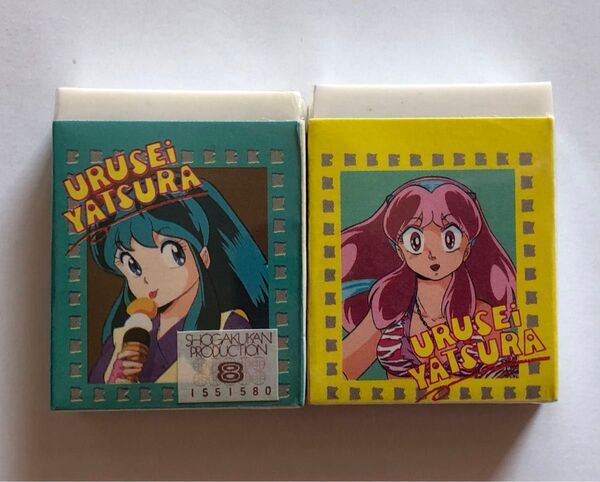 URUSEi
YATSURA
SHOGAKUKAN
PRODUCTION
8
1551580
URUSEi
YATSURA